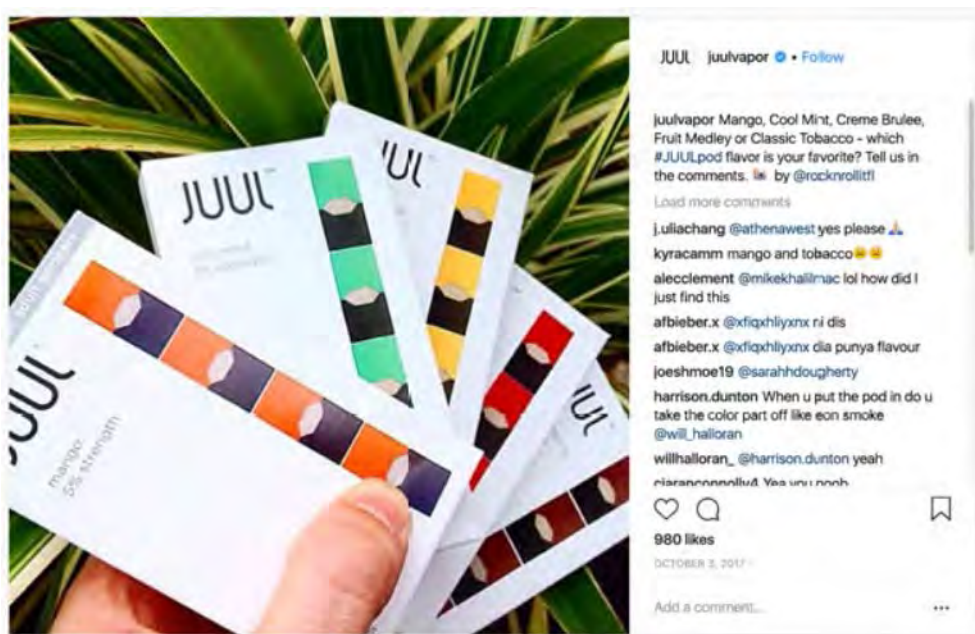 JUUL
JUUL
mango
5% strength
JUUL
JUUL
JUUL juulvapor • Follow
juulvapor Mango, Cool Mint, Creme Brulee,
Fruit Medley or Classic Tobacco - which
#JUULpod flavor is your favorite? Tell us in
the comments. by @rocknrollitfl
Load more comments
j.uliachang @athenawest yes please
kyracamm mango and tobacco
alecclement @mikekhalilmac lol how did I
just find this
afbieber.x @xfiqxhliyxnx ni dis
afbieber.x @xfiqxhliyxnx dia punya flavour
joeshmoe19 @sarahhdougherty
harrison.dunton When u put the pod in do u
take the color part off like eon smoke
@will_halloran
willhalloran_ @harrison.dunton yeah
ciaranconnolly4 Yea you noob
980 likes
OCTOBER 3, 2017
Add a comment...